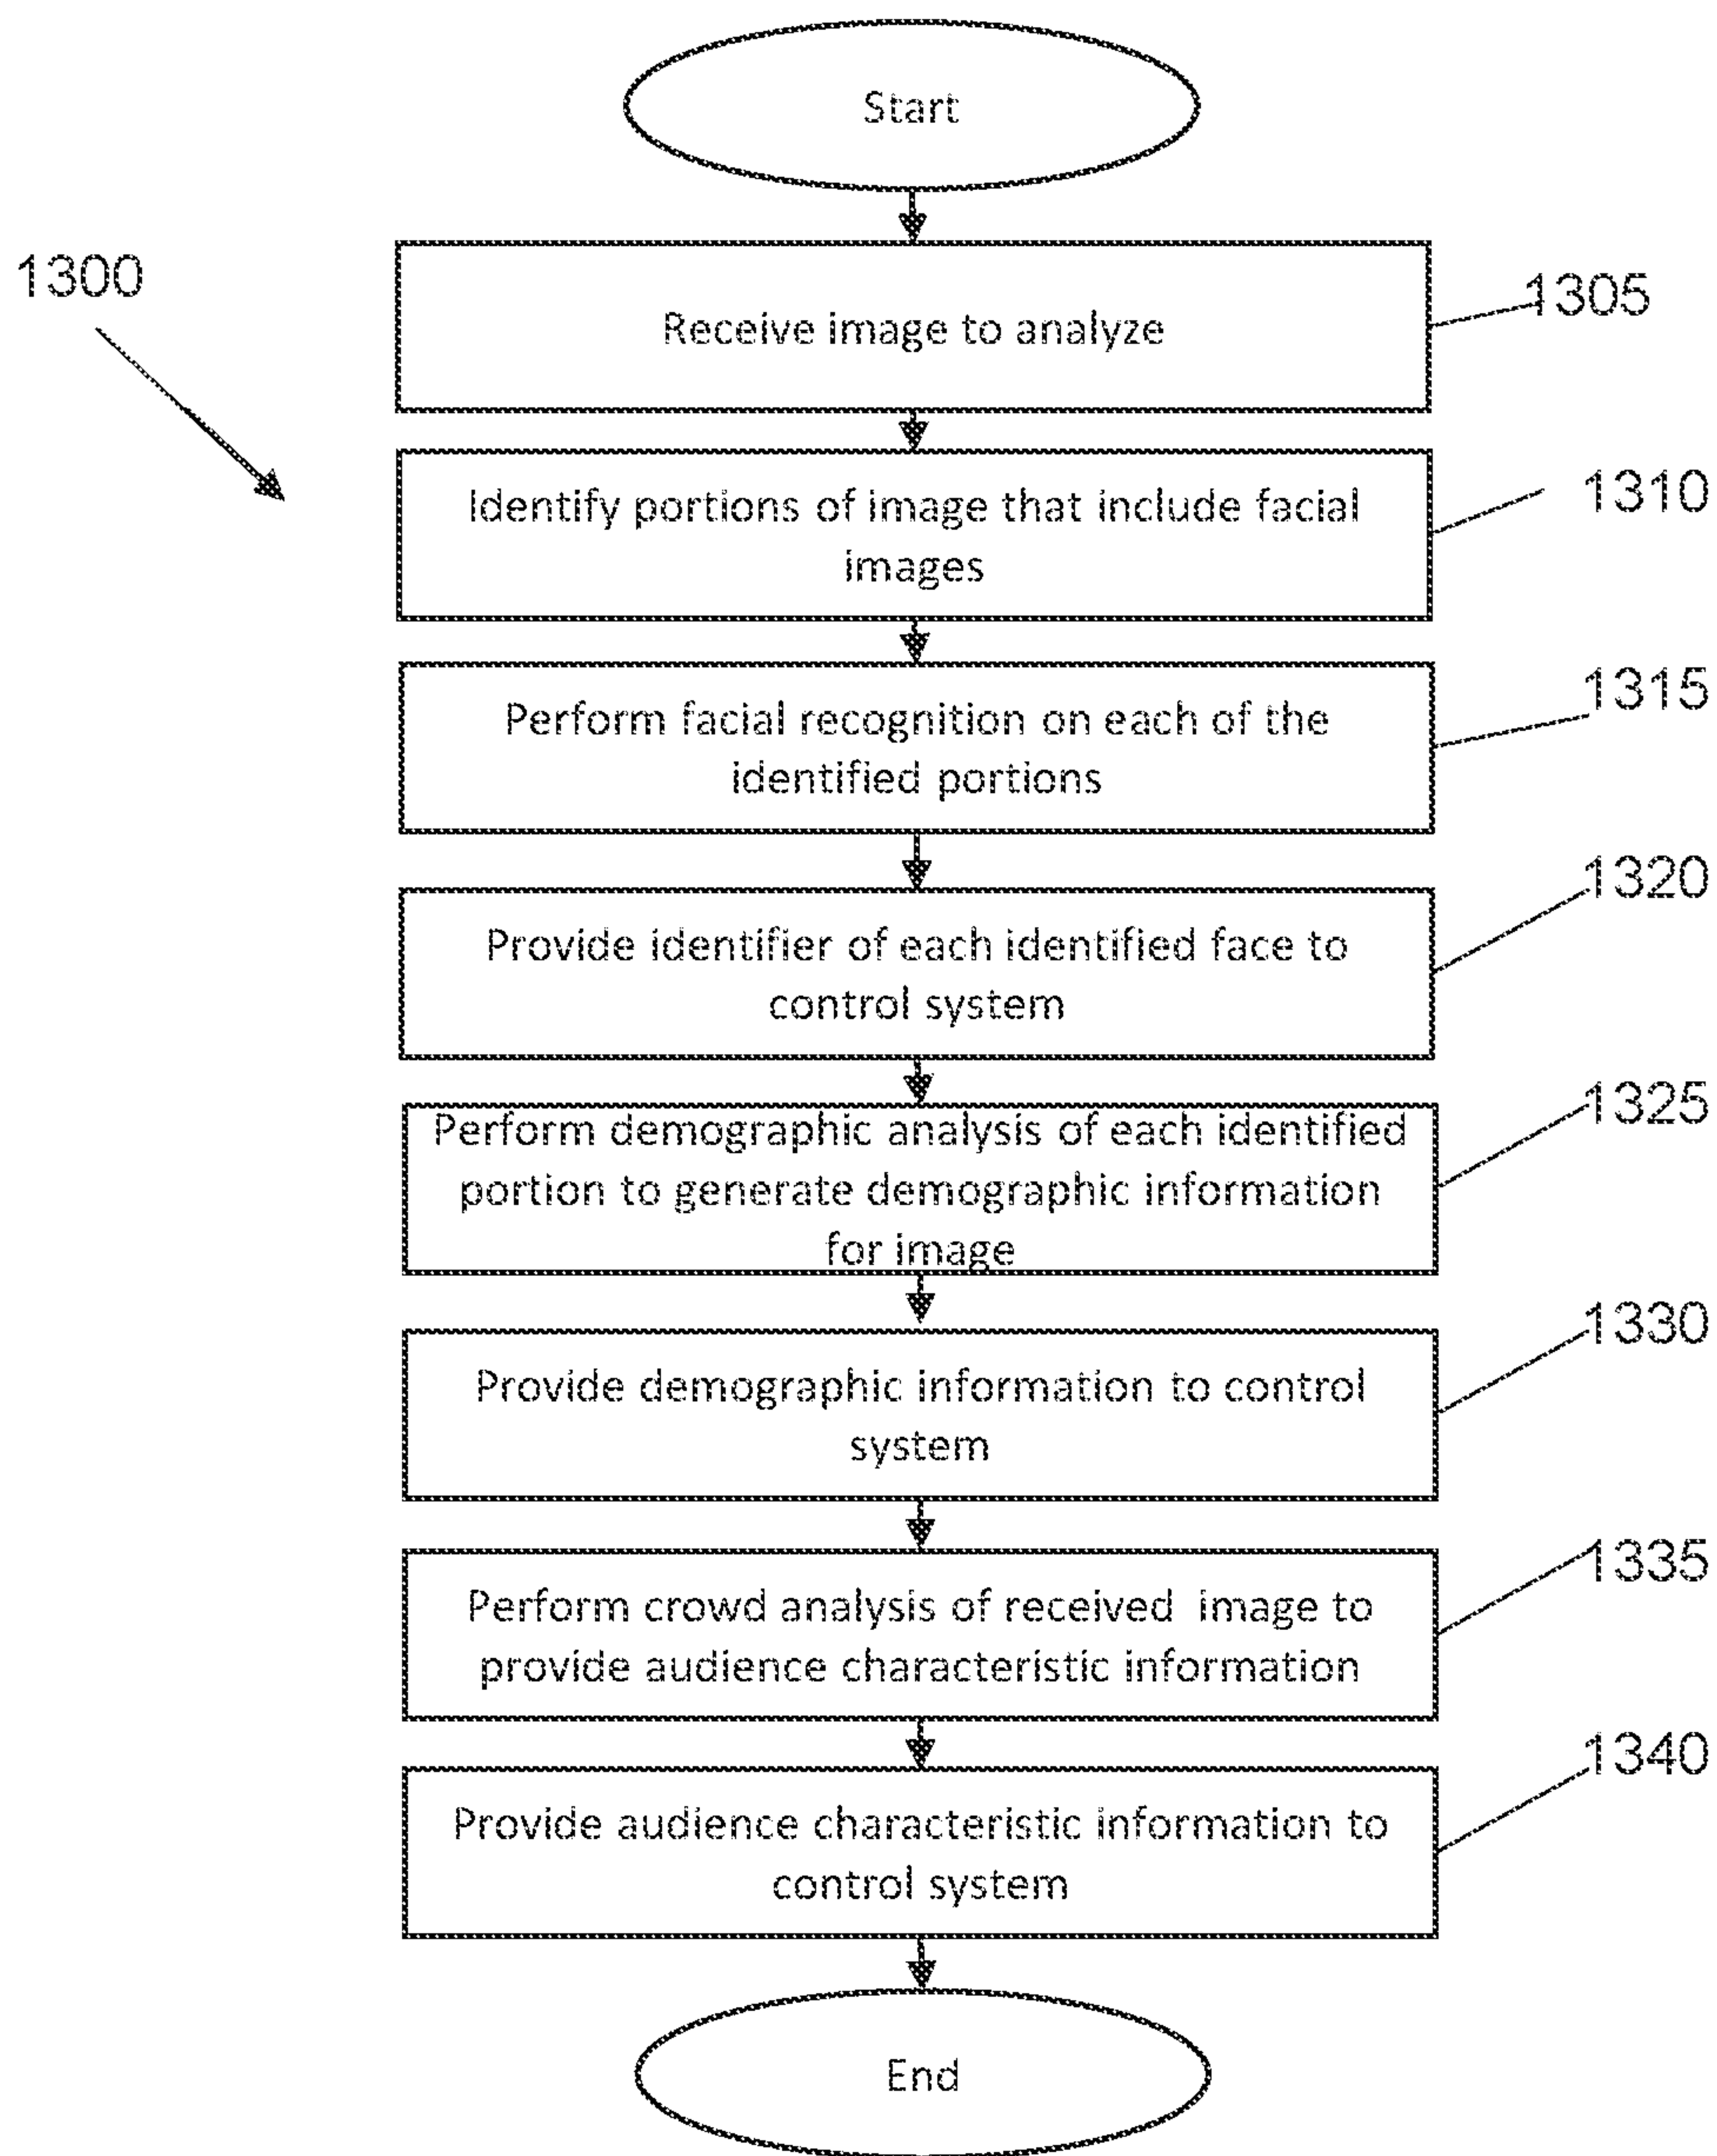 Start
1300
Receive image to analyze
1305
Identify portions of image that include facial
images
1310
Perform facial recognition on each of the
identified portions
1315
Provide identifier of each identified face to
control system
1320
Perform demographic analysis of each identified
portion to generate demographic information
for image
1325
Provide demographic information to control
system
1330
Perform crowd analysis of received image to
provide audience characteristic information
1335
Provide audience characteristic information to
control system
1340
End